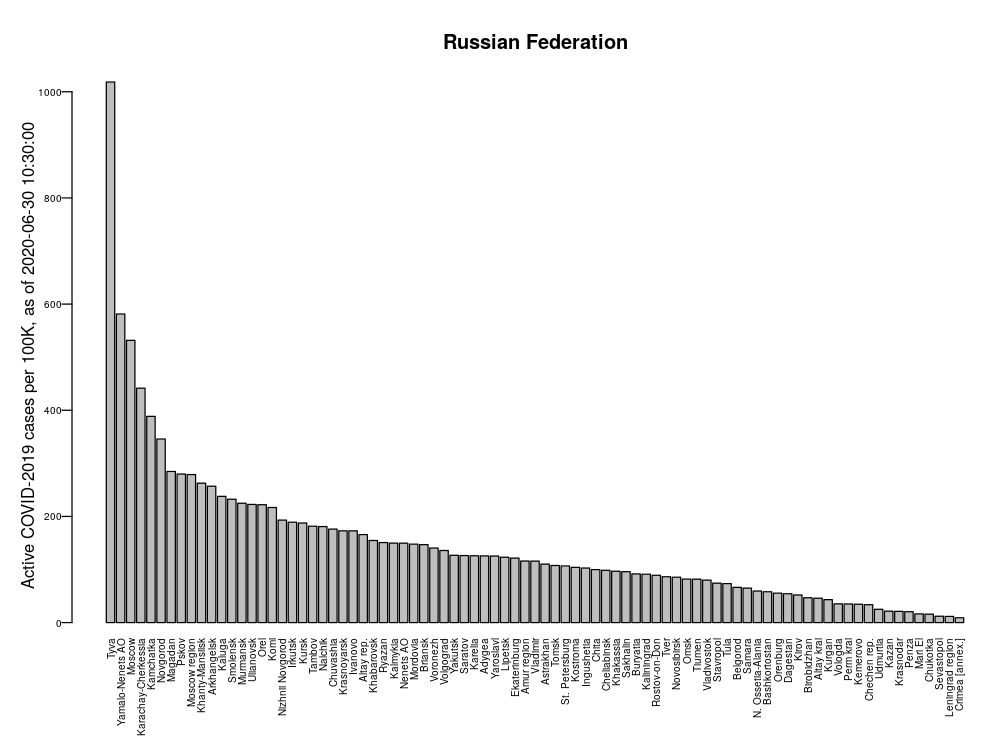 Russian Federation
Active COVID-2019 cases per 100K, as of 2020-06-30 10:30:00
1000
800
600
400
200
0
Tyva
Yamalo-Nenets AO
Moscow
Karachay-Cherkessia
Kamchatka
Novgorod
Magadan
Pskov
Moscow region
Khanty-Mansiisk
Arkhangelsk
Kaluga
Smolensk
Murmansk
Ulianovsk
Orel
Komi
Nizhnii Novgorod
Irkutsk
Kursk
Tambov
Nalchik
Chuvashia
Krasnoyarsk
Ivanovo
Altay rep.
Khabarovsk
Ryazan
Kalmykia
Nenets AO
Mordovia
Briansk
Voronezh
Volgograd
Yakutsk
Saratov
Karelia
Adygea
Yaroslavl
Lipetsk
Ekaterinburg
Amur region
Vladimir
Astrakhan
Tomsk
St. Petersburg
Kostroma
Ingushetia
Chita
Cheliabinsk
Khakassia
Sakhalin
Buryatia
Kaliningrad
Rostov-on-Don
Tver
Novosibirsk
Omsk
Tiumen
Vladivostok
Stavropol
Tula
Belgorod
Samara
N. Ossetia-Alania
Bashkortostan
Orenburg
Dagestan
Kirov
Birobidzhan
Altay krai
Kurgan
Vologda
Perm krai
Kemerovo
Chechen rep.
Udmurtia
Kazan
Krasnodar
Penza
Mari El
Chukotka
Sevastopol
Leningrad region
Crimea [annex.]